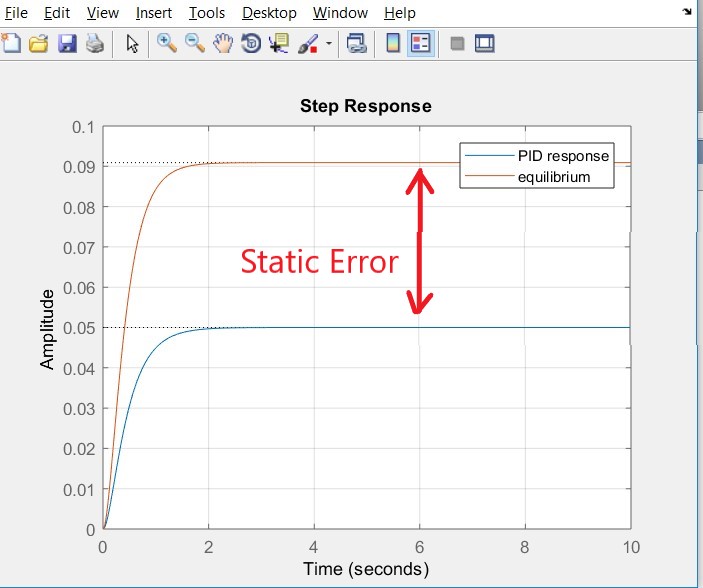 File Edit View Insert Tools Desktop Window Help
Step Response
0.1
0.09
0.08
0.07
0.06
0.05
0.04
0.03
0.02
0.01
0
Amplitude
PID response
equilibrium
Static Error
0 2 4 6 8 10
Time (seconds)